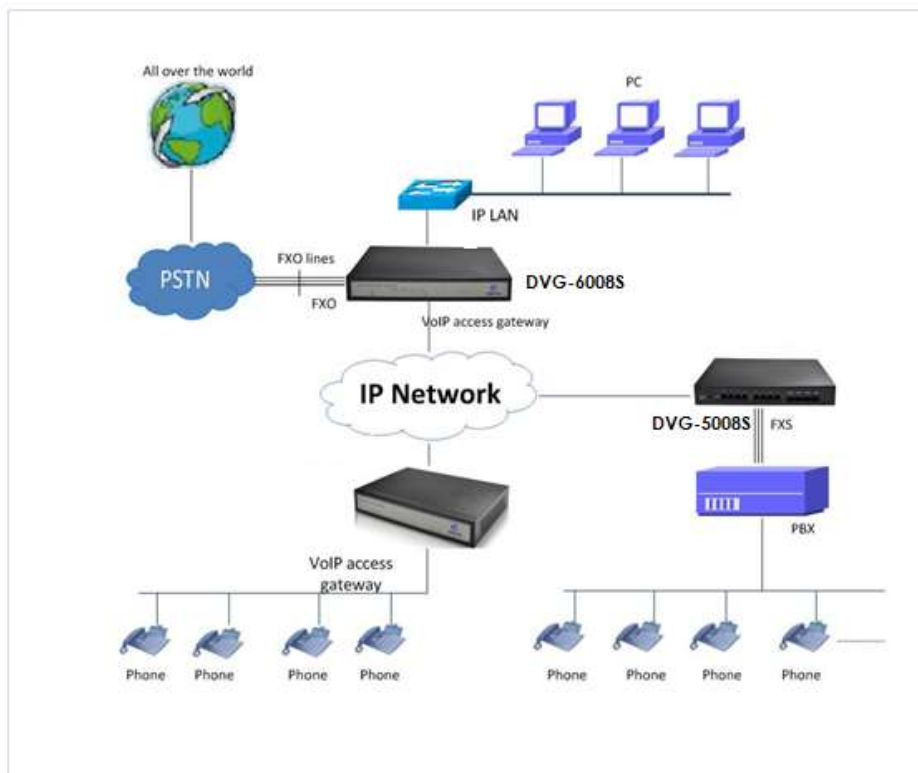 All over the world
PC
IP LAN
PSTN
FXO lines
FXO
DVG-6008S
VoIP access gateway
IP Network
DVG-5008S
FXS
PBX
VoIP access
gateway
Phone
Phone
Phone
Phone
Phone
Phone
Phone
Phone